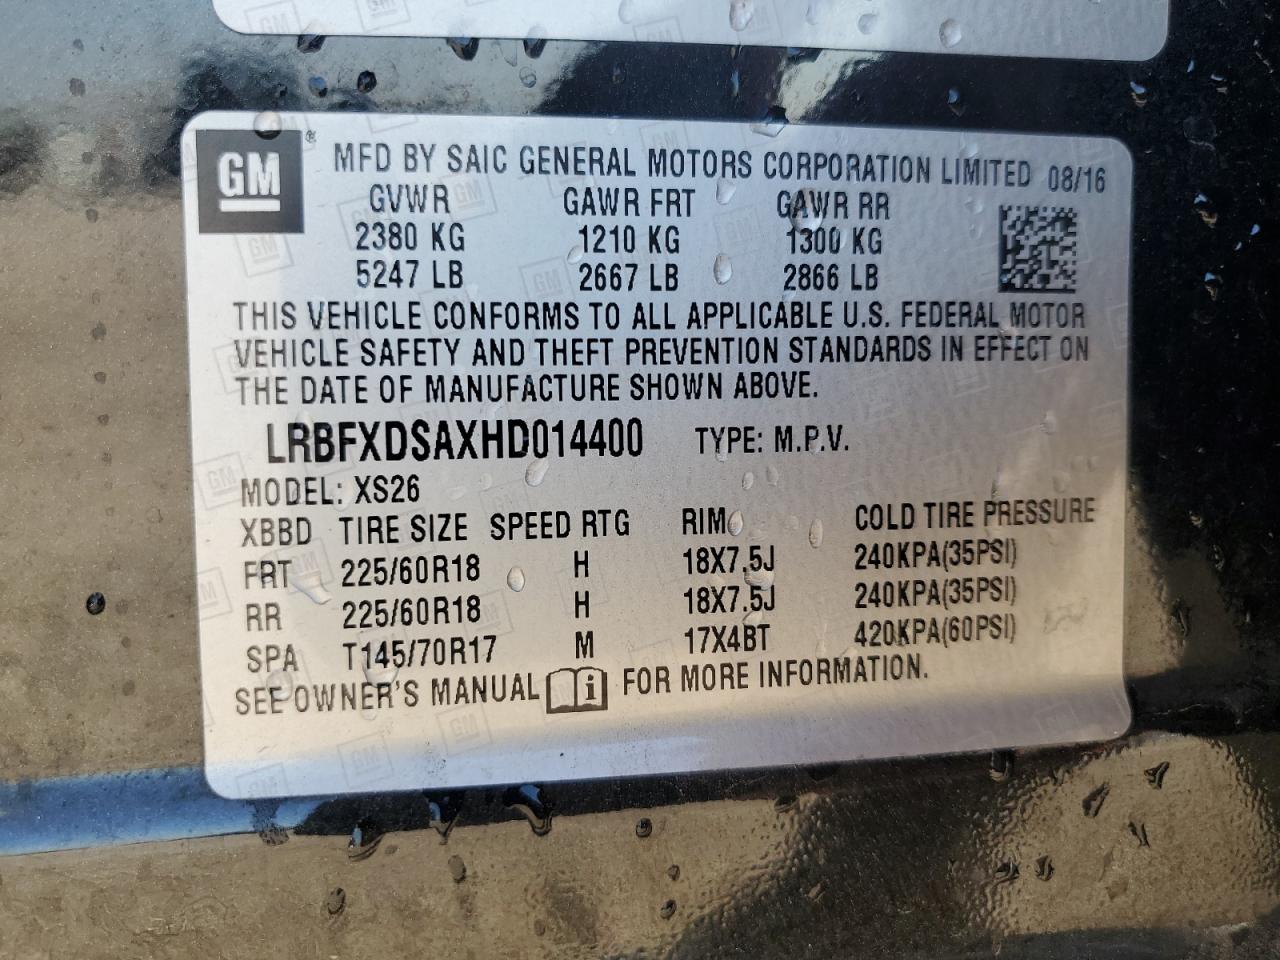 GM ® MFD BY SAIC GENERAL MOTORS CORPORATION LIMITED 08/16
GVWR GAWR FRT GAWR RR
2380 KG 1210 KG 1300 KG
5247 LB 2667 LB 2866 LB
THIS VEHICLE CONFORMS TO ALL APPLICABLE U.S. FEDERAL MOTOR
VEHICLE SAFETY AND THEFT PREVENTION STANDARDS IN EFFECT ON
THE DATE OF MANUFACTURE SHOWN ABOVE.
LRBFXDSAXHD014400 TYPE: M.P.V.
MODEL: XS26
XBBD TIRE SIZE SPEED RTG RIM COLD TIRE PRESSURE
FRT 225/60R18 H 18X7.5J 240KPA(35PSI)
RR 225/60R18 H 18X7.5J 240KPA(35PSI)
SPA T145/70R17 M 17X4BT 420KPA(60PSI)
SEE OWNER'S MANUAL i FOR MORE INFORMATION.